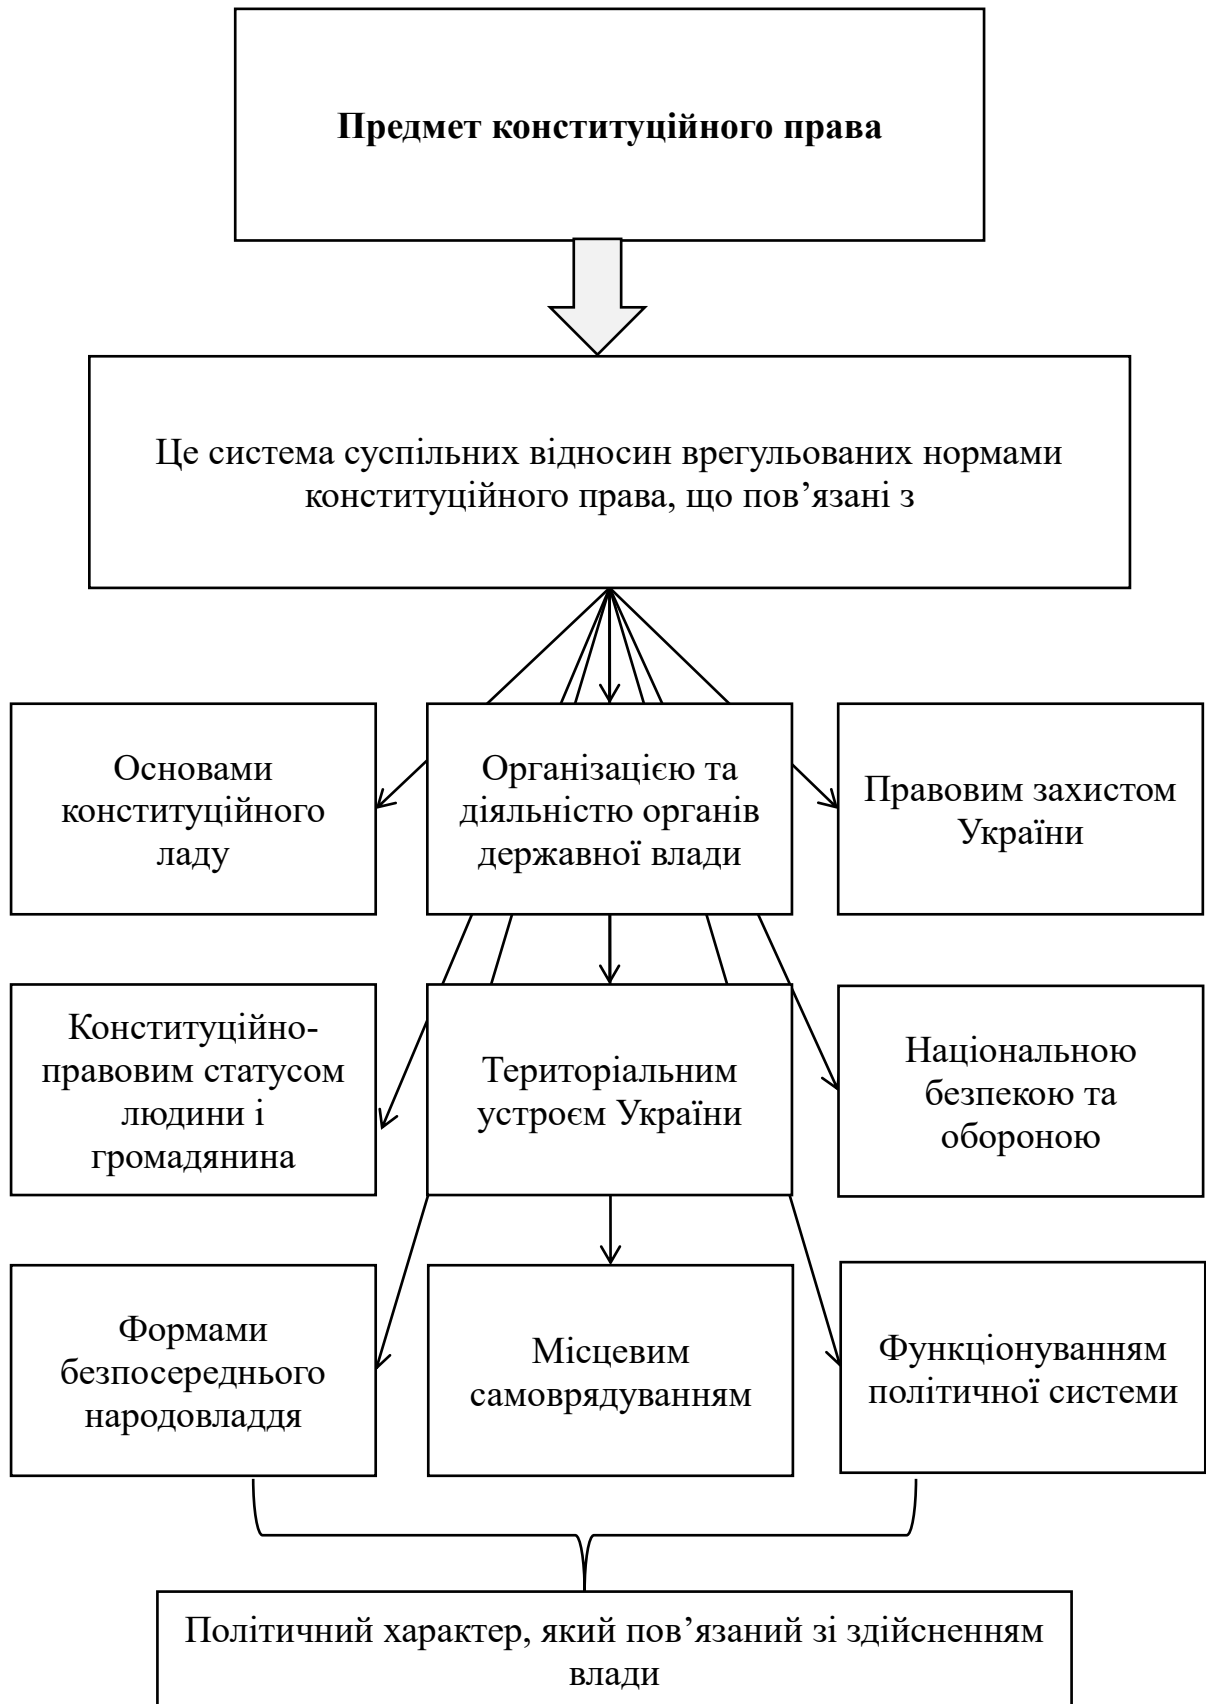 Предмет конституційного права
Це система суспільних відносин врегульованих нормами
конституційного права, що пов’язані з
Основами
конституційного
ладу
Організацією та
діяльністю органів
державної влади
Правовим захистом
України
Конституційно-
правовим статусом
людини і
громадянина
Територіальним
устроєм України
Національною
безпекою та
обороною
Формами
безпосереднього
народовладдя
Місцевим
самоврядуванням
Функціонуванням
політичної системи
Політичний характер, який пов’язаний зі здійсненням
влади